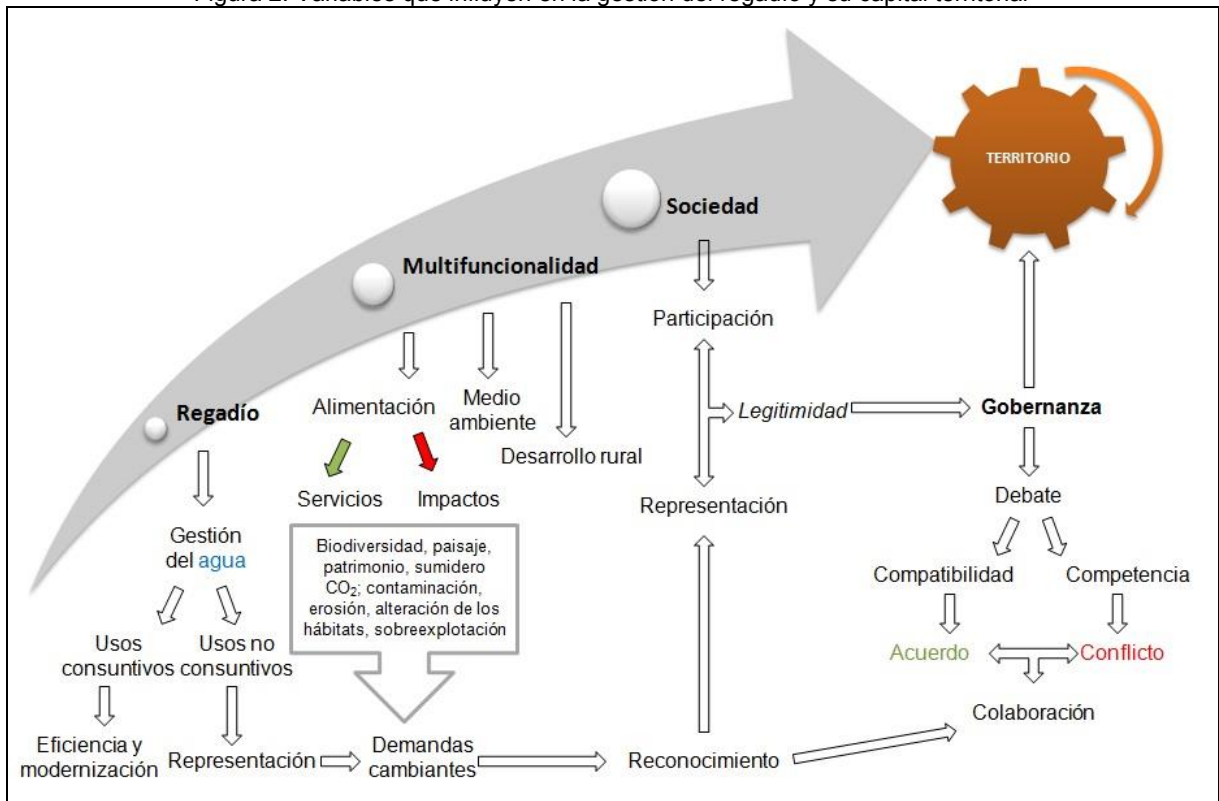 Figura 2. Variables que influyen en la gestión del regadío y su capital territorial
TERRITORIO
Sociedad
Multifuncionalidad
Participación
Regadío
Alimentación
Medio
ambiente
Legitimidad
Gobernanza
Desarrollo rural
Servicios
Impactos
Representación
Debate
Gestión
del agua
Biodiversidad, paisaje,
patrimonio, sumidero
CO₂; contaminación,
erosión, alteración de los
hábitats, sobreexplotación
Compatibilidad
Competencia
Usos
consuntivos
Usos no
consuntivos
Acuerdo
Conflicto
Colaboración
Eficiencia y
modernización
Representación
Demandas
cambiantes
Reconocimiento